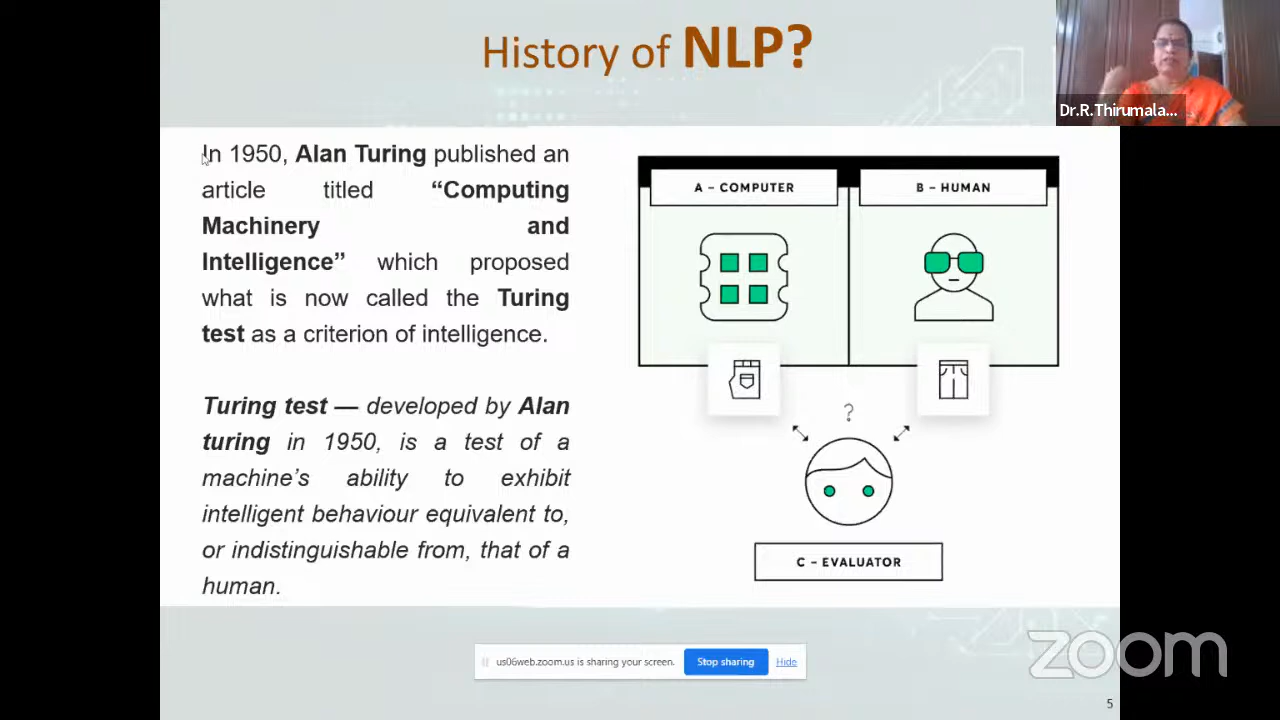 History of NLP?
Dr.R.Thirumala...
In 1950, Alan Turing published an
article titled “Computing
Machinery and
Intelligence” which proposed
what is now called the Turing
test as a criterion of intelligence.
Turing test — developed by Alan
turing in 1950, is a test of a
machine’s ability to exhibit
intelligent behaviour equivalent to,
or indistinguishable from, that of a
human.
A – COMPUTER
B – HUMAN
?
C – EVALUATOR
us06web.zoom.us is sharing your screen.
Stop sharing
Hide
zoom
5